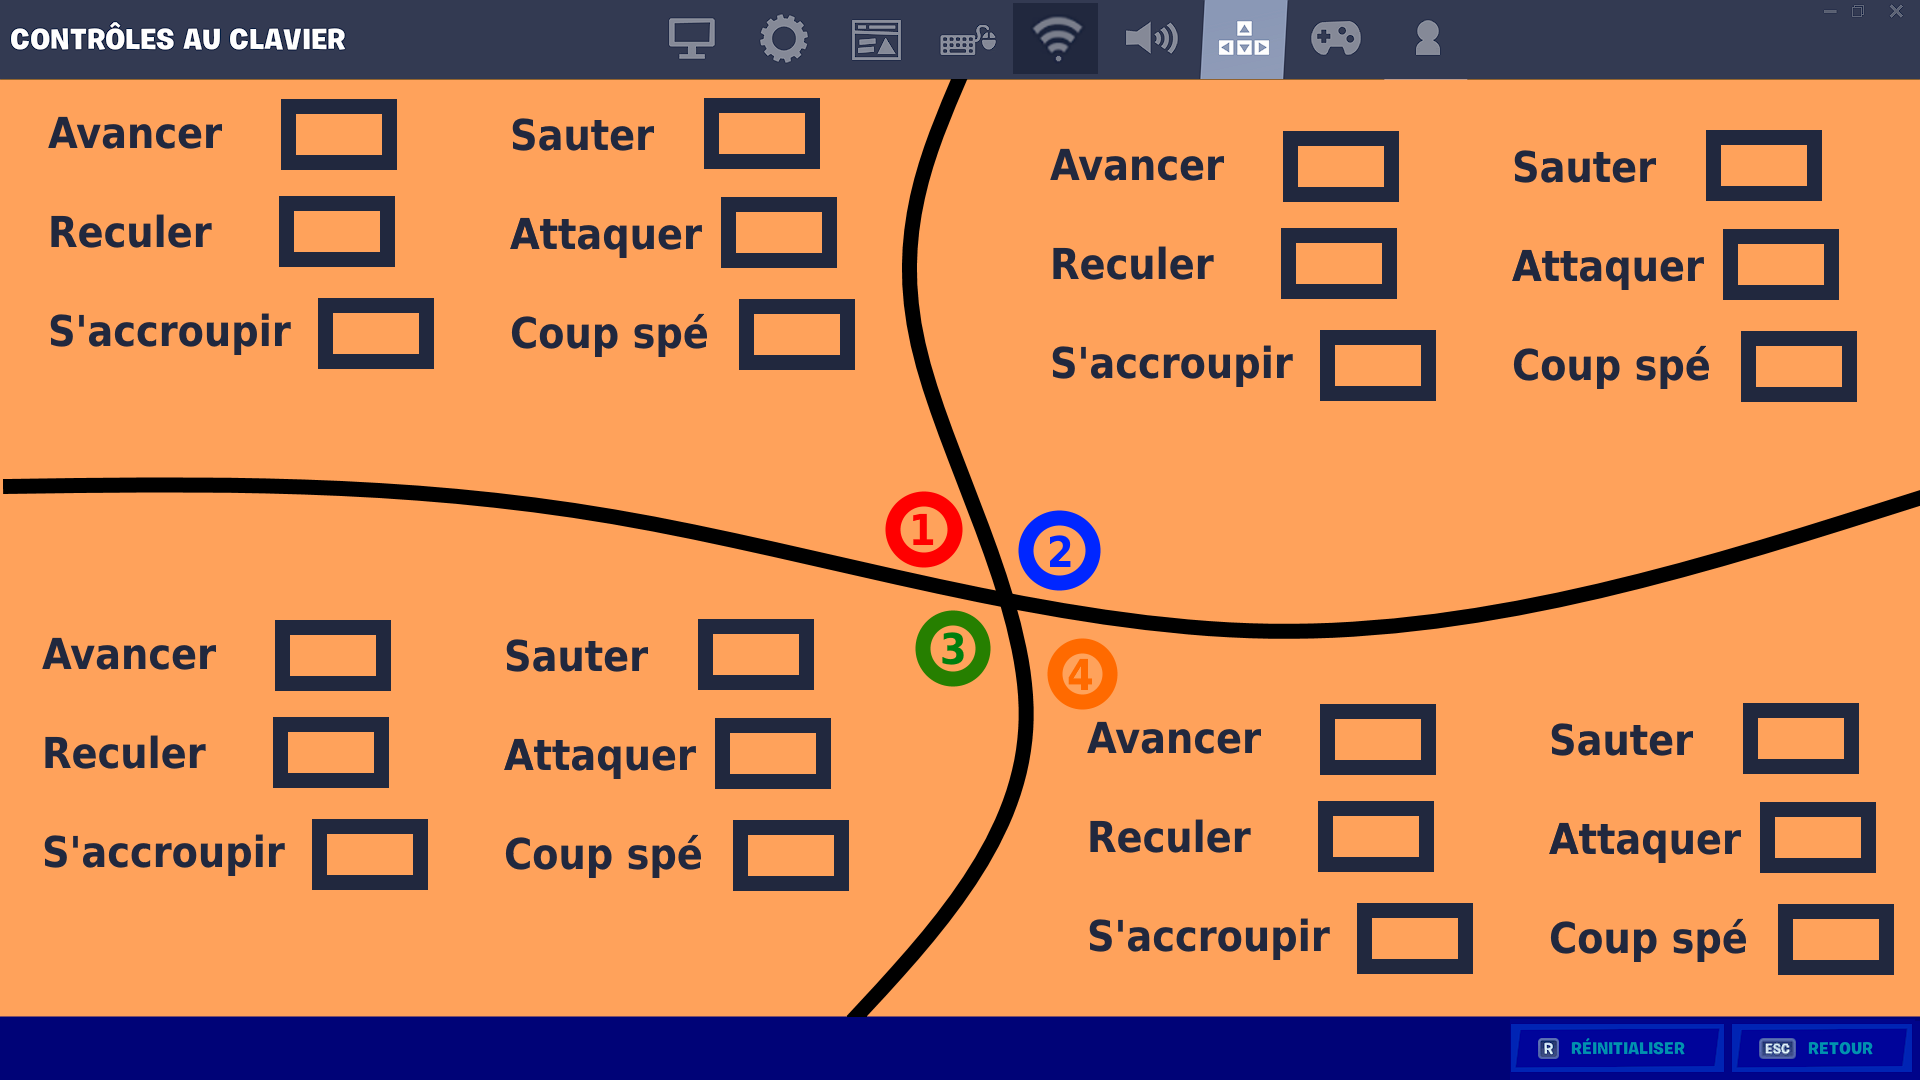 CONTRÔLES AU CLAVIER
Avancer
Sauter
Reculer
Attaquer
S'accroupir
Coup spé
1
Avancer
Sauter
Reculer
Attaquer
S'accroupir
Coup spé
2
Avancer
Sauter
Reculer
Attaquer
S'accroupir
Coup spé
3
4
Avancer
Sauter
Reculer
Attaquer
S'accroupir
Coup spé
R RÉINITIALISER
ESC RETOUR